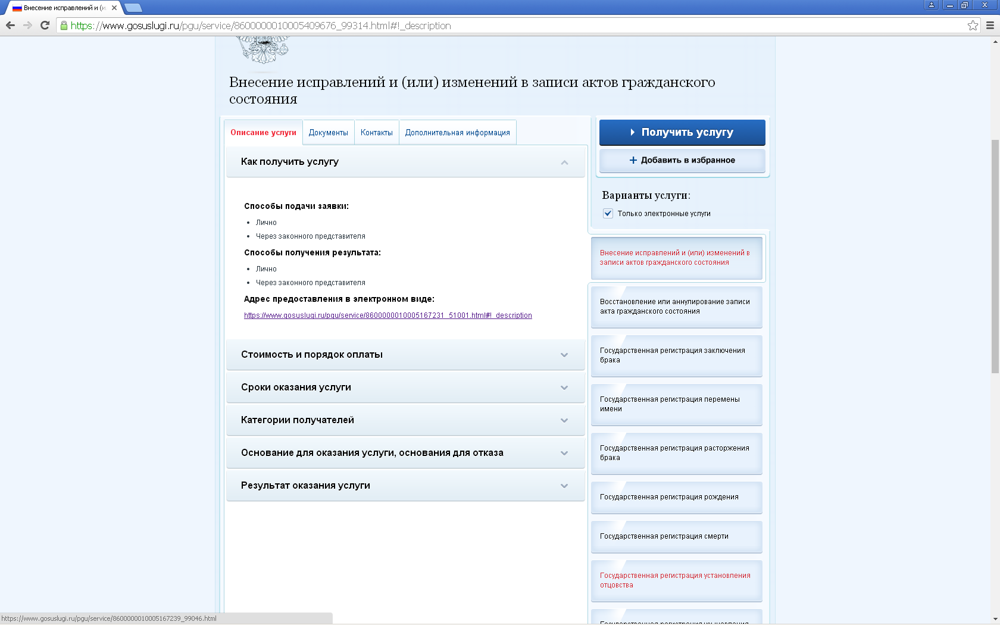 Внесение исправлений и (и
https://www.gosuslugi.ru/pgu/service/8600000010005409676_99314.html#!_description
Внесение исправлений и (или) изменений в записи актов гражданского
состояния
Описание услуги
Документы
Контакты
Дополнительная информация
Как получить услугу
Способы подачи заявки:
• Лично
• Через законного представителя
Способы получения результата:
• Лично
• Через законного представителя
Адрес предоставления в электронном виде:
https://www.gosuslugi.ru/pgu/service/8600000010005167231_51001.html#!_description
Стоимость и порядок оплаты
Сроки оказания услуги
Категории получателей
Основание для оказания услуги, основания для отказа
Результат оказания услуги
Получить услугу
+ Добавить в избранное
Варианты услуги:
Только электронные услуги
Внесение исправлений и (или) изменений в
записи актов гражданского состояния
Восстановление или аннулирование записи
акта гражданского состояния
Государственная регистрация заключения
брака
Государственная регистрация перемены
имени
Государственная регистрация расторжения
брака
Государственная регистрация рождения
Государственная регистрация смерти
Государственная регистрация установления
отцовства
Государственная регистрация усыновления
https://www.gosuslugi.ru/pgu/service/8600000010005167239_99046.html